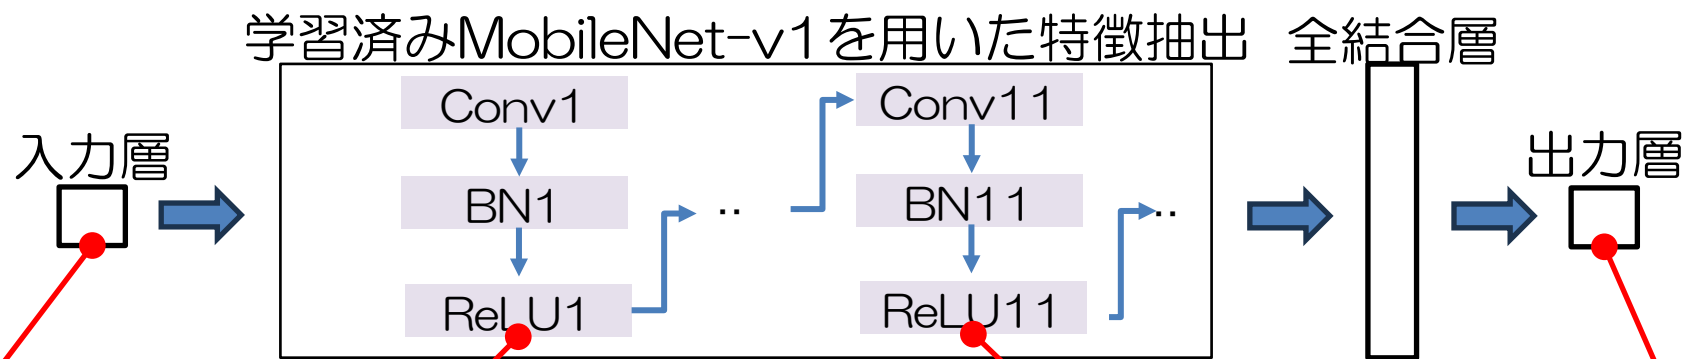 学習済みMobileNet-v1を用いた特徴抽出
全結合層
入力層
Conv1
BN1
ReLU1
..
Conv11
BN11
ReLU11
..
出力層